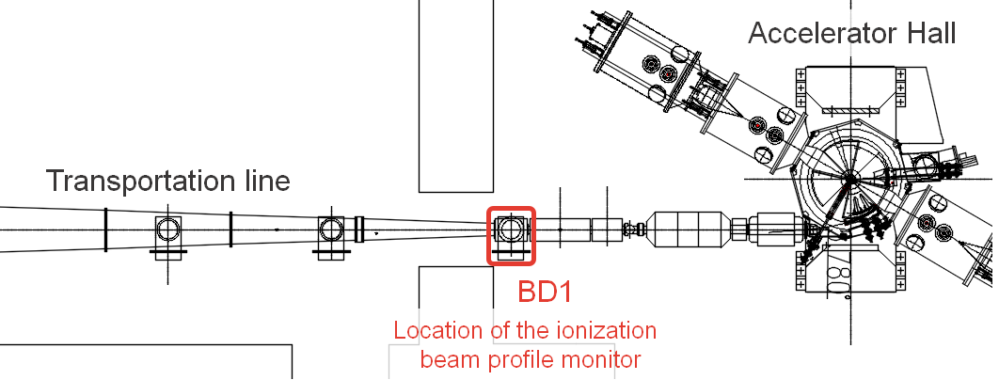 Accelerator Hall
Transportation line
BD1
Location of the ionization
beam profile monitor